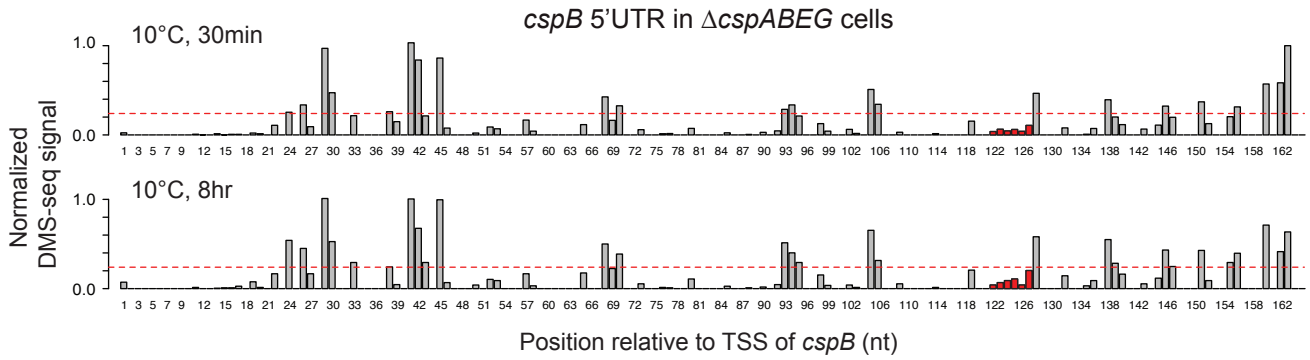 cspB 5’UTR in ΔcspABEG cells
10°C, 30min
1.0
0.0
1 3 5 7 9 12 15 18 21 24 27 30 33 36 39 42 45 48 51 54 57 60 63 66 69 72 75 76 78 81 84 88 90 93 96 99 102 106 110 114 118 122 126 130 134 138 142 146 150 154 158 162
10°C, 8hr
1.0
0.0
1 3 5 7 9 12 15 18 21 24 27 30 33 36 39 42 45 48 51 54 57 60 63 66 69 72 75 76 78 81 84 88 90 93 96 99 102 106 110 114 118 122 126 130 134 138 142 146 150 154 158 162
Normalized
DMS-seq signal
Position relative to TSS of cspB (nt)